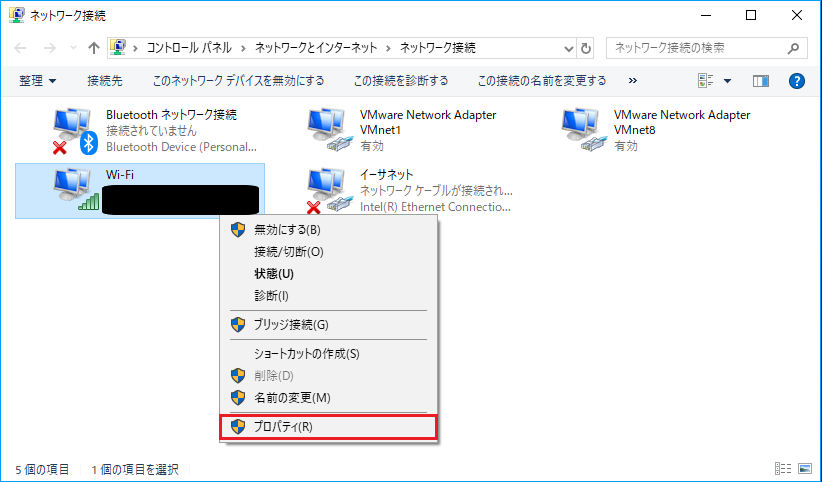 ネットワーク接続
コントロール パネル
ネットワークとインターネット
ネットワーク接続
ネットワーク接続の検索
整理
接続先
このネットワーク デバイスを無効にする
この接続を診断する
この接続の名前を変更する
»
Bluetooth ネットワーク接続
接続されていません
Bluetooth Device (Personal...
VMware Network Adapter
VMnet1
有効
VMware Network Adapter
VMnet8
有効
Wi-Fi
イーサネット
ネットワーク ケーブルが接続され...
Intel(R) Ethernet Connectio...
無効にする(B)
接続/切断(O)
状態(U)
診断(I)
ブリッジ接続(G)
ショートカットの作成(S)
削除(D)
名前の変更(M)
プロパティ(R)
5 個の項目
1 個の項目を選択